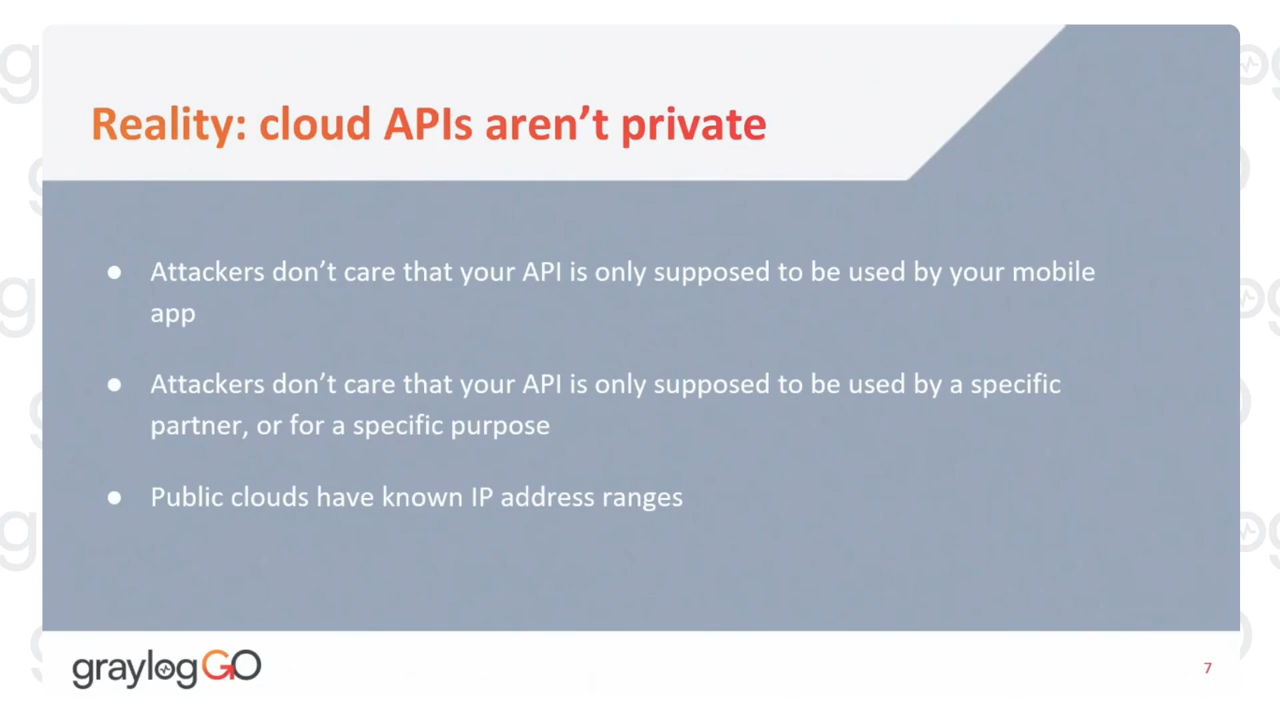 Reality: cloud APIs aren’t private
● Attackers don’t care that your API is only supposed to be used by your mobile
app
● Attackers don’t care that your API is only supposed to be used by a specific
partner, or for a specific purpose
● Public clouds have known IP address ranges
graylog GO
7